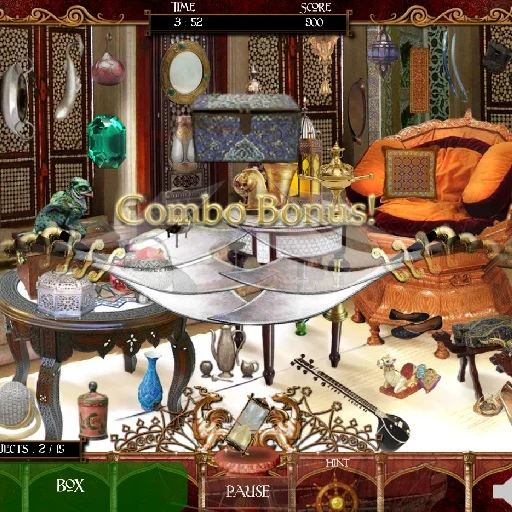 TIME
3 : 52
SCORE
900
Combo Bonus!
JECTS : 2 / 15
BOX
PAUSE
HINT